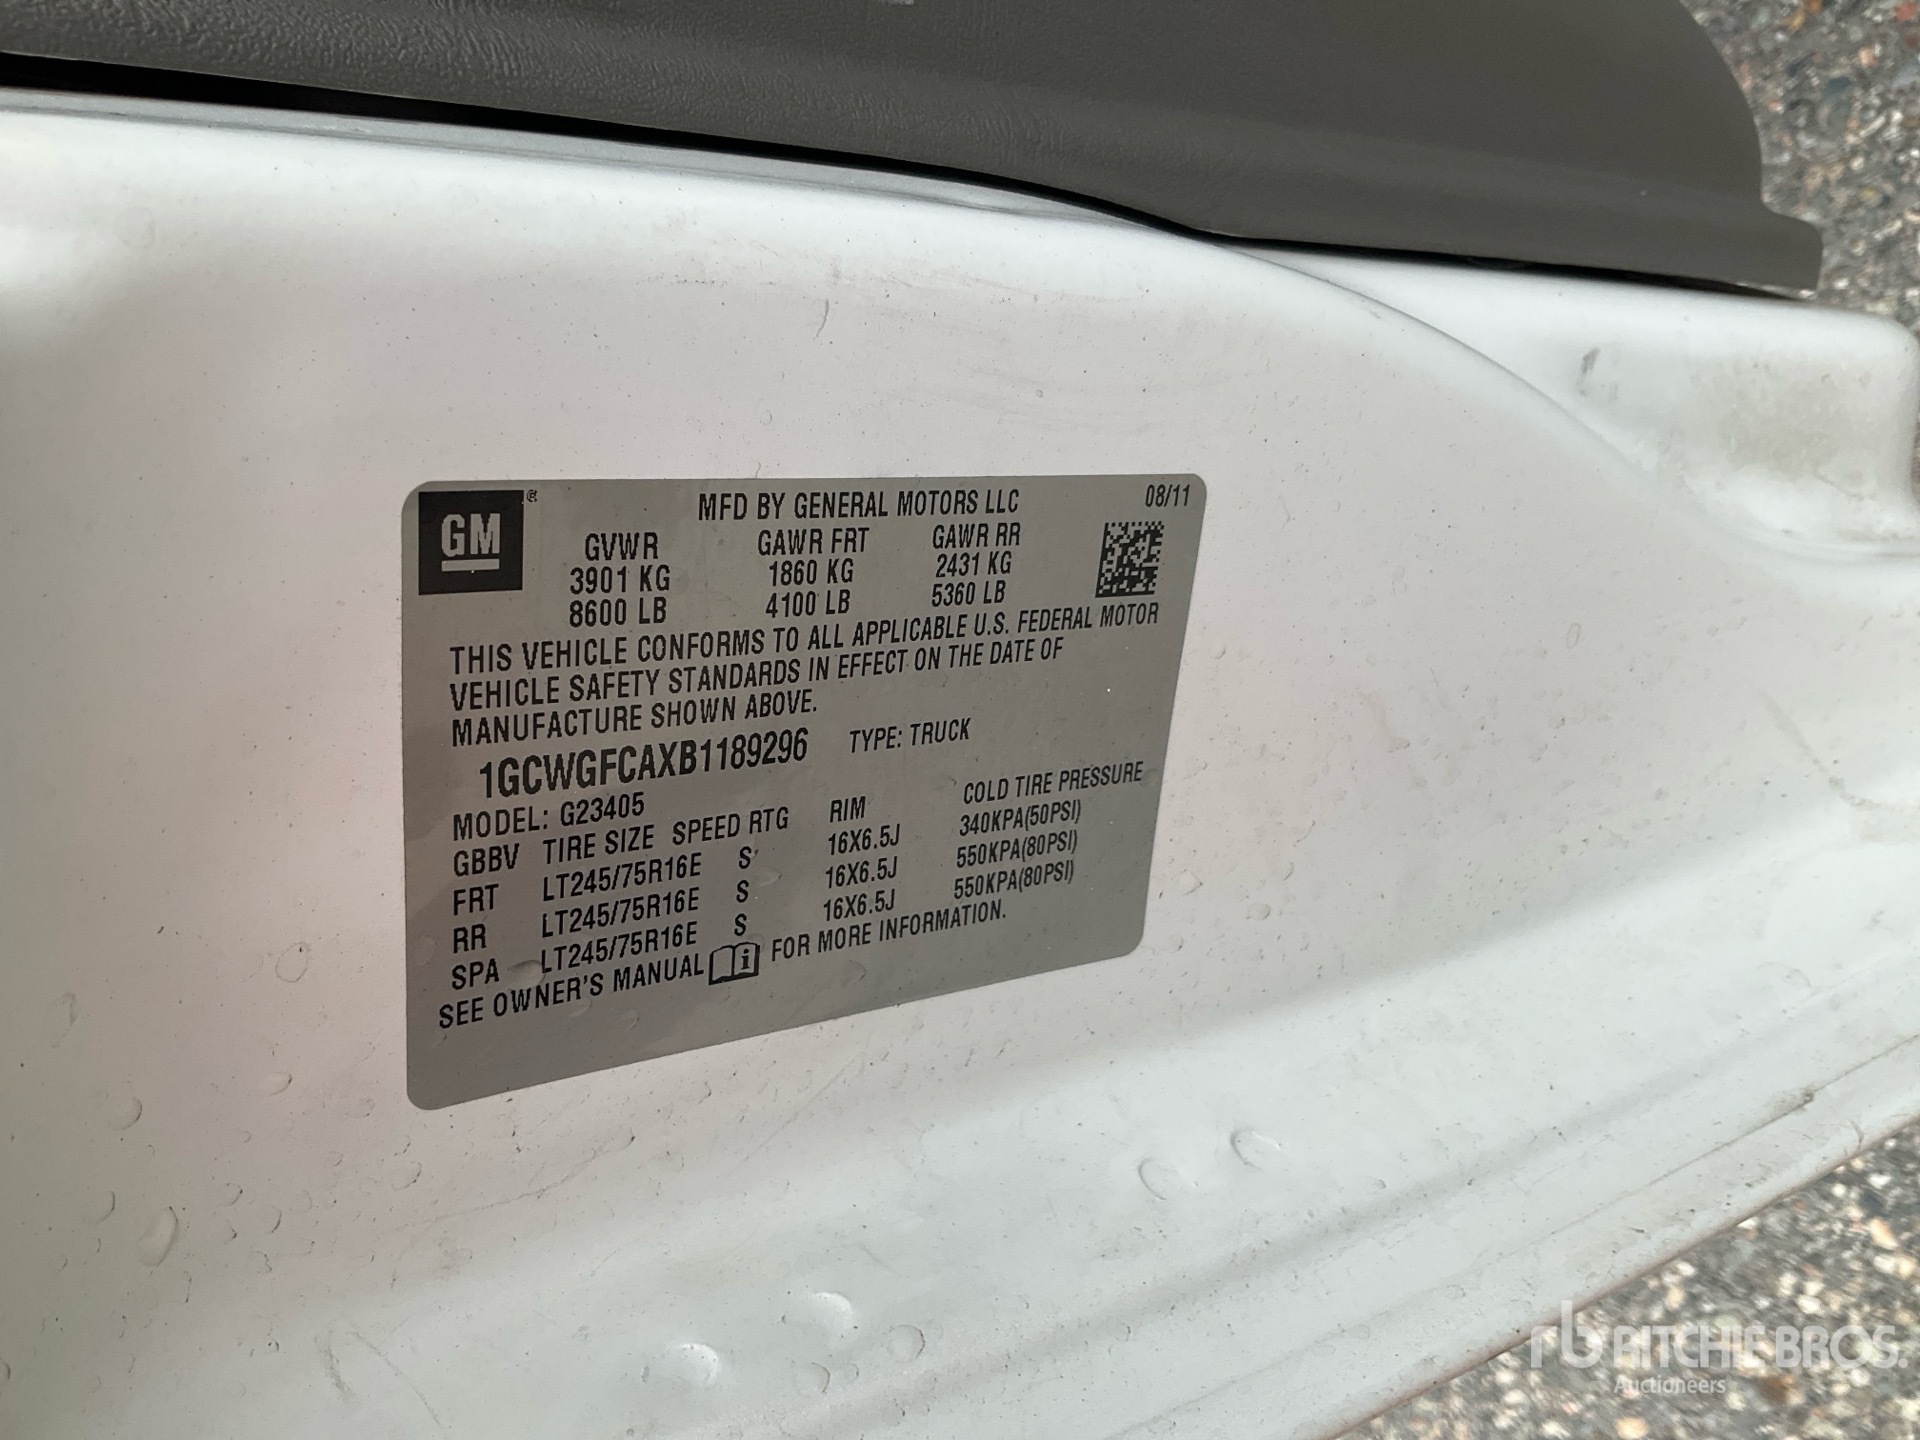 GM®
MFD BY GENERAL MOTORS LLC 08/11
GVWR GAWR FRT GAWR RR
3901 KG 1860 KG 2431 KG
8600 LB 4100 LB 5360 LB
THIS VEHICLE CONFORMS TO ALL APPLICABLE U.S. FEDERAL MOTOR
VEHICLE SAFETY STANDARDS IN EFFECT ON THE DATE OF
MANUFACTURE SHOWN ABOVE.
1GCWGFCAXB1189296 TYPE: TRUCK
MODEL: G23405
GBBV TIRE SIZE SPEED RTG RIM COLD TIRE PRESSURE
FRT LT245/75R16E S 16X6.5J 340KPA(50PSI)
RR LT245/75R16E S 16X6.5J 550KPA(80PSI)
SPA LT245/75R16E S 16X6.5J 550KPA(80PSI)
SEE OWNER'S MANUAL i FOR MORE INFORMATION.
rb RITCHIE BROS.
Auctioneers